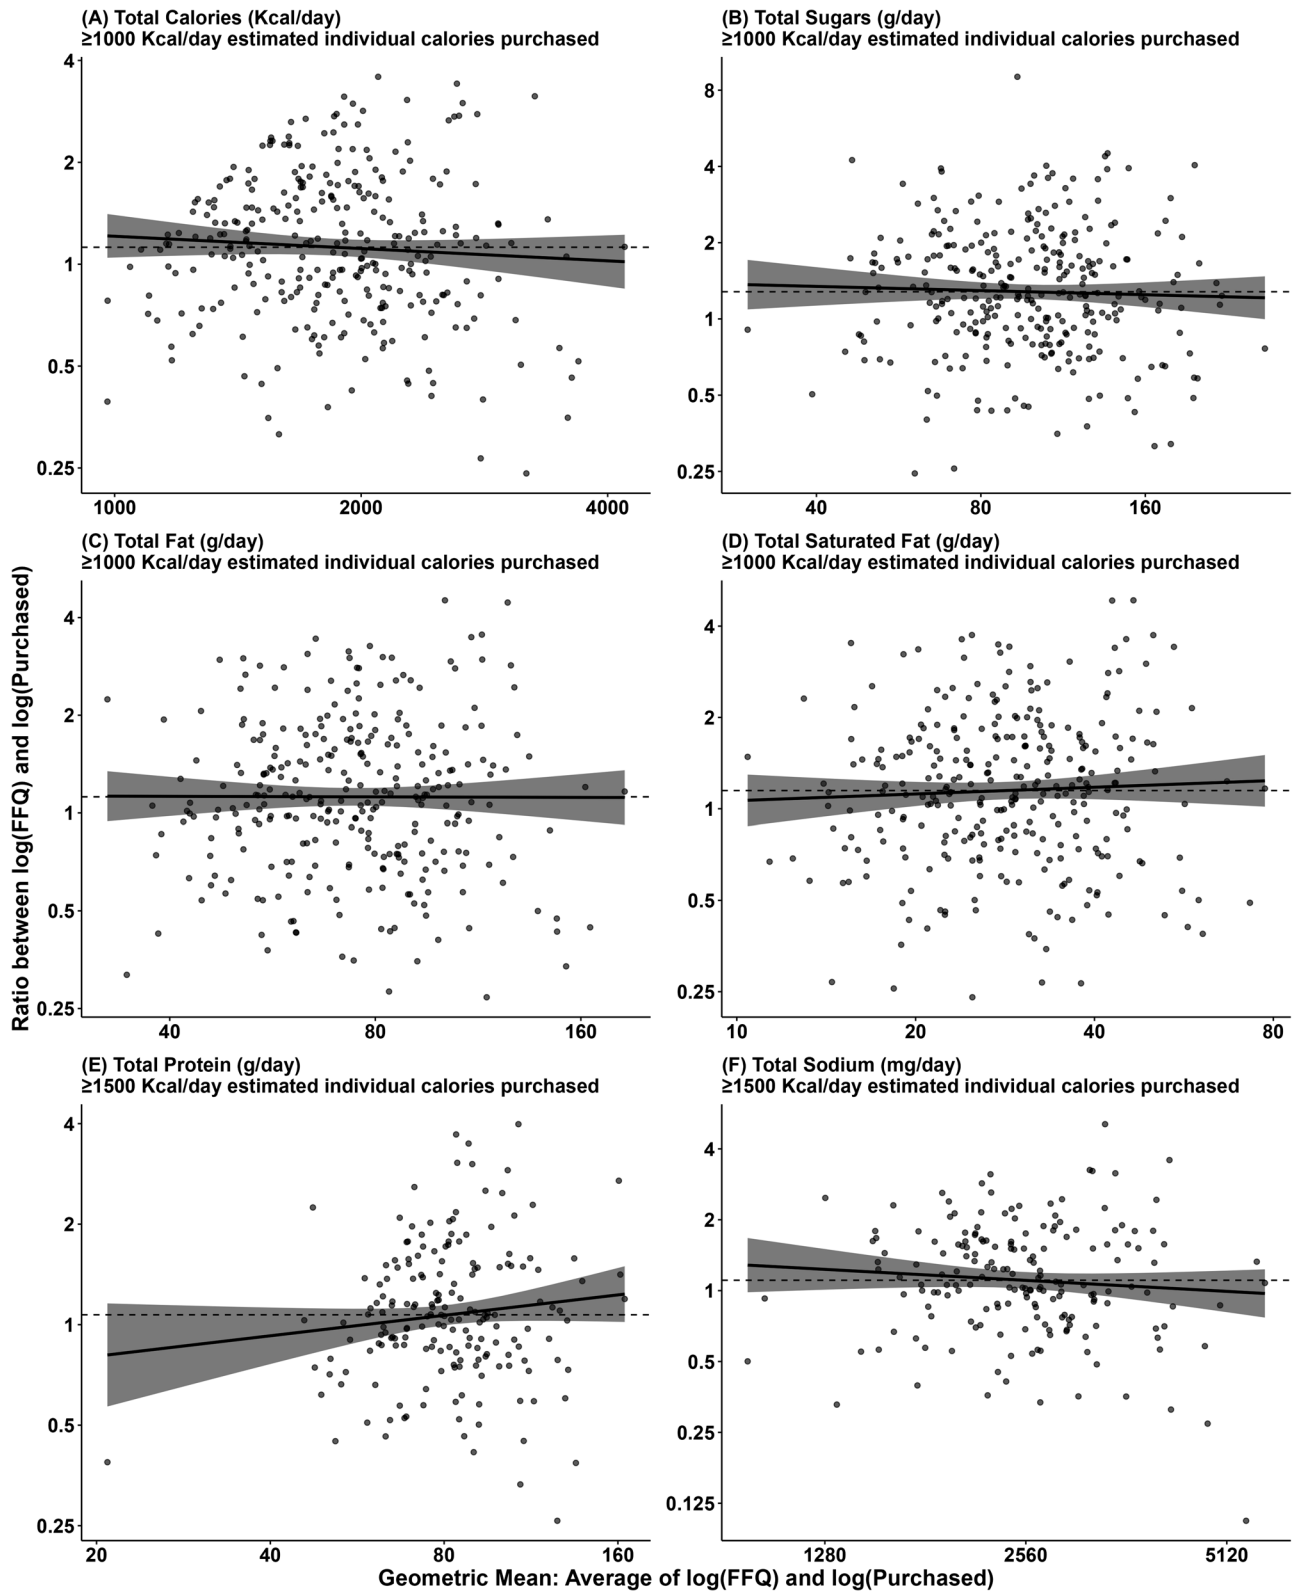 (A) Total Calories (Kcal/day)
≥1000 Kcal/day estimated individual calories purchased
4
2
1
0.5
0.25
1000 2000 4000
(B) Total Sugars (g/day)
≥1000 Kcal/day estimated individual calories purchased
8
4
2
1
0.5
0.25
40 80 160
(C) Total Fat (g/day)
≥1000 Kcal/day estimated individual calories purchased
4
2
1
0.5
0.25
40 80 160
(D) Total Saturated Fat (g/day)
≥1000 Kcal/day estimated individual calories purchased
4
2
1
0.5
0.25
10 20 40 80
(E) Total Protein (g/day)
≥1500 Kcal/day estimated individual calories purchased
4
2
1
0.5
0.25
20 40 80 160
(F) Total Sodium (mg/day)
≥1500 Kcal/day estimated individual calories purchased
4
2
1
0.5
0.25
0.125
1280 2560 5120
Ratio between log(FFQ) and log(Purchased)
Geometric Mean: Average of log(FFQ) and log(Purchased)